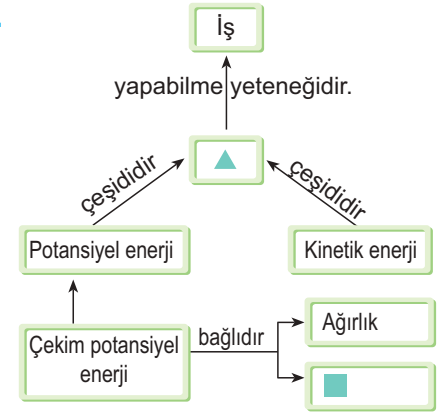 İş
yapabilme yeteneğidir.
çeşididir
çeşididir
Potansiyel enerji
Kinetik enerji
Çekim potansiyel
enerji
bağlıdır
Ağırlık